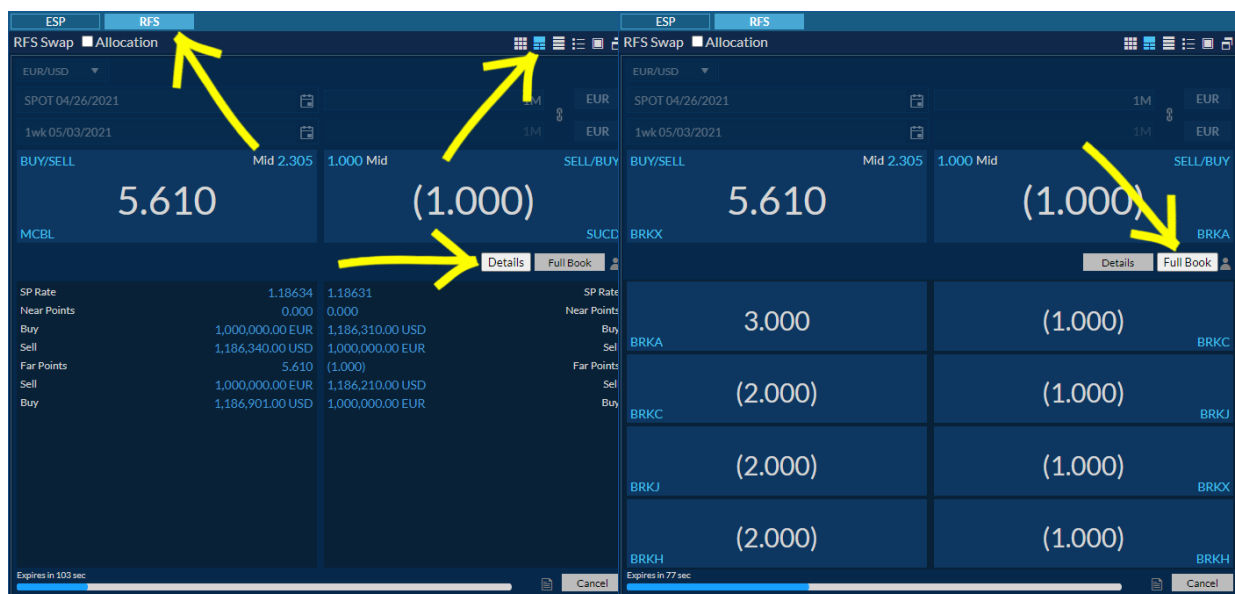 ESP RFS
RFS Swap Allocation
EUR/USD
SPOT 04/26/2021 1M EUR
1wk 05/03/2021 1M EUR
BUY/SELL Mid 2.305 1.000 Mid SELL/BUY
5.610 (1.000)
MCBL SUCD
Details Full Book
SP Rate 1.18634 1.18631 SP Rate
Near Points 0.000 0.000 Near Points
Buy 1,000,000.00 EUR 1,186,310.00 USD Buy
Sell 1,186,340.00 USD 1,000,000.00 EUR Sel
Far Points 5.610 (1.000) Far Points
Sell 1,000,000.00 EUR 1,186,210.00 USD Sel
Buy 1,186,901.00 USD 1,000,000.00 EUR Buy
Expires in 103 sec
Cancel
ESP RFS
RFS Swap Allocation
EUR/USD
SPOT 04/26/2021 1M EUR
1wk 05/03/2021 1M EUR
BUY/SELL Mid 2.305 1.000 Mid SELL/BUY
5.610 (1.000)
BRKX BRKA
Details Full Book
3.000 (1.000)
BRKA BRKC
(2.000) (1.000)
BRKC BRKJ
(2.000) (1.000)
BRKJ BRKX
(2.000) (1.000)
BRKH BRKH
Expires in 77 sec
Cancel